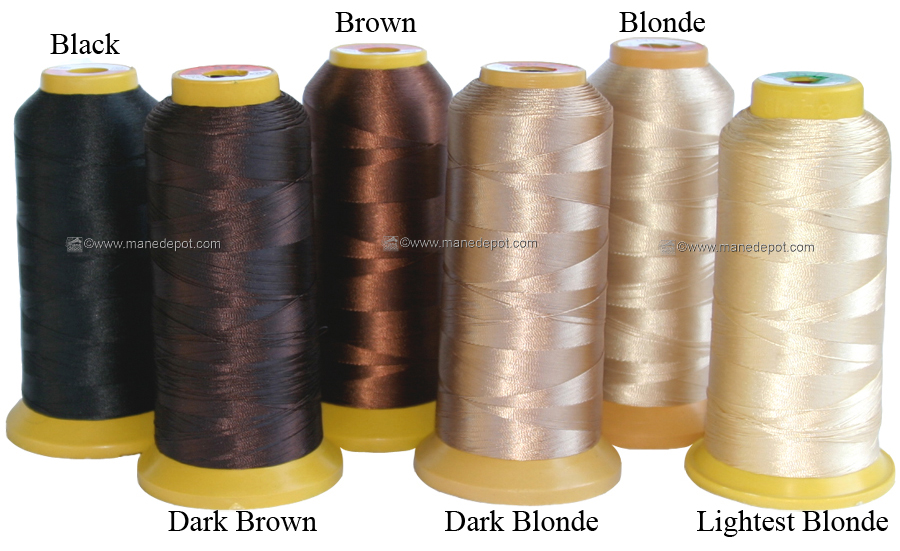 Black
Brown
Blonde
©www.manedepot.com
©www.manedepot.com
©www.manedepot.com
Dark Brown
Dark Blonde
Lightest Blonde